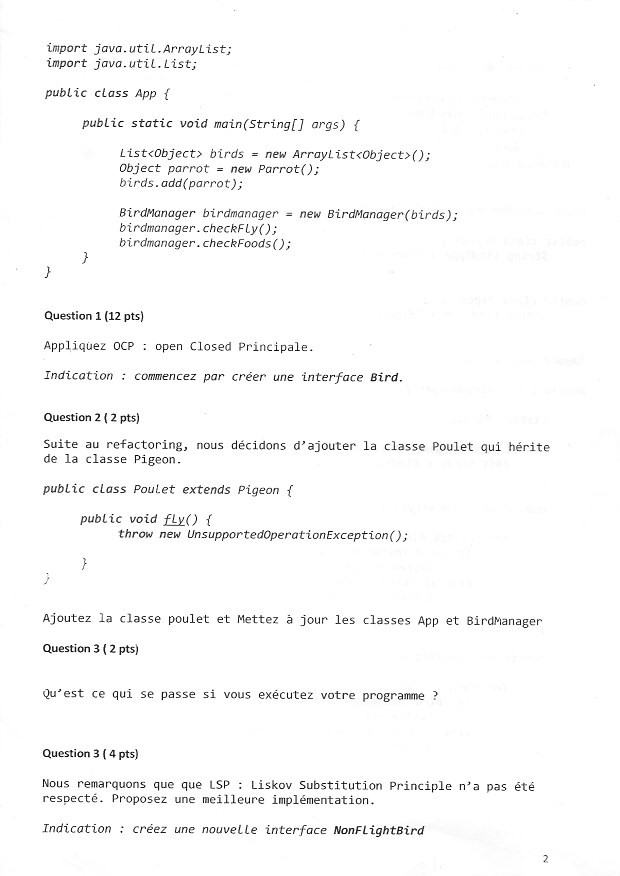 import java.util.ArrayList;
import java.util.List;
public class App {
public static void main(String[] args) {
List<Object> birds = new ArrayList<Object>();
Object parrot = new Parrot();
birds.add(parrot);
BirdManager birdmanager = new BirdManager(birds);
birdmanager.checkFly();
birdmanager.checkFoods();
}
}
Question 1 (12 pts)
Appliquez OCP : open Closed Principale.
Indication : commencez par créer une interface Bird.
Question 2 ( 2 pts)
Suite au refactoring, nous décidons d'ajouter la classe Poulet qui hérite
de la classe Pigeon.
public class Poulet extends Pigeon {
public void fly() {
throw new UnsupportedOperationException();
}
}
Ajoutez la classe poulet et Mettez à jour les classes App et BirdManager
Question 3 ( 2 pts)
Qu'est ce qui se passe si vous exécutez votre programme ?
Question 3 ( 4 pts)
Nous remarquons que que LSP : Liskov Substitution Principle n'a pas été
respecté. Proposez une meilleure implémentation.
Indication : créez une nouvelle interface NonFlightBird
2